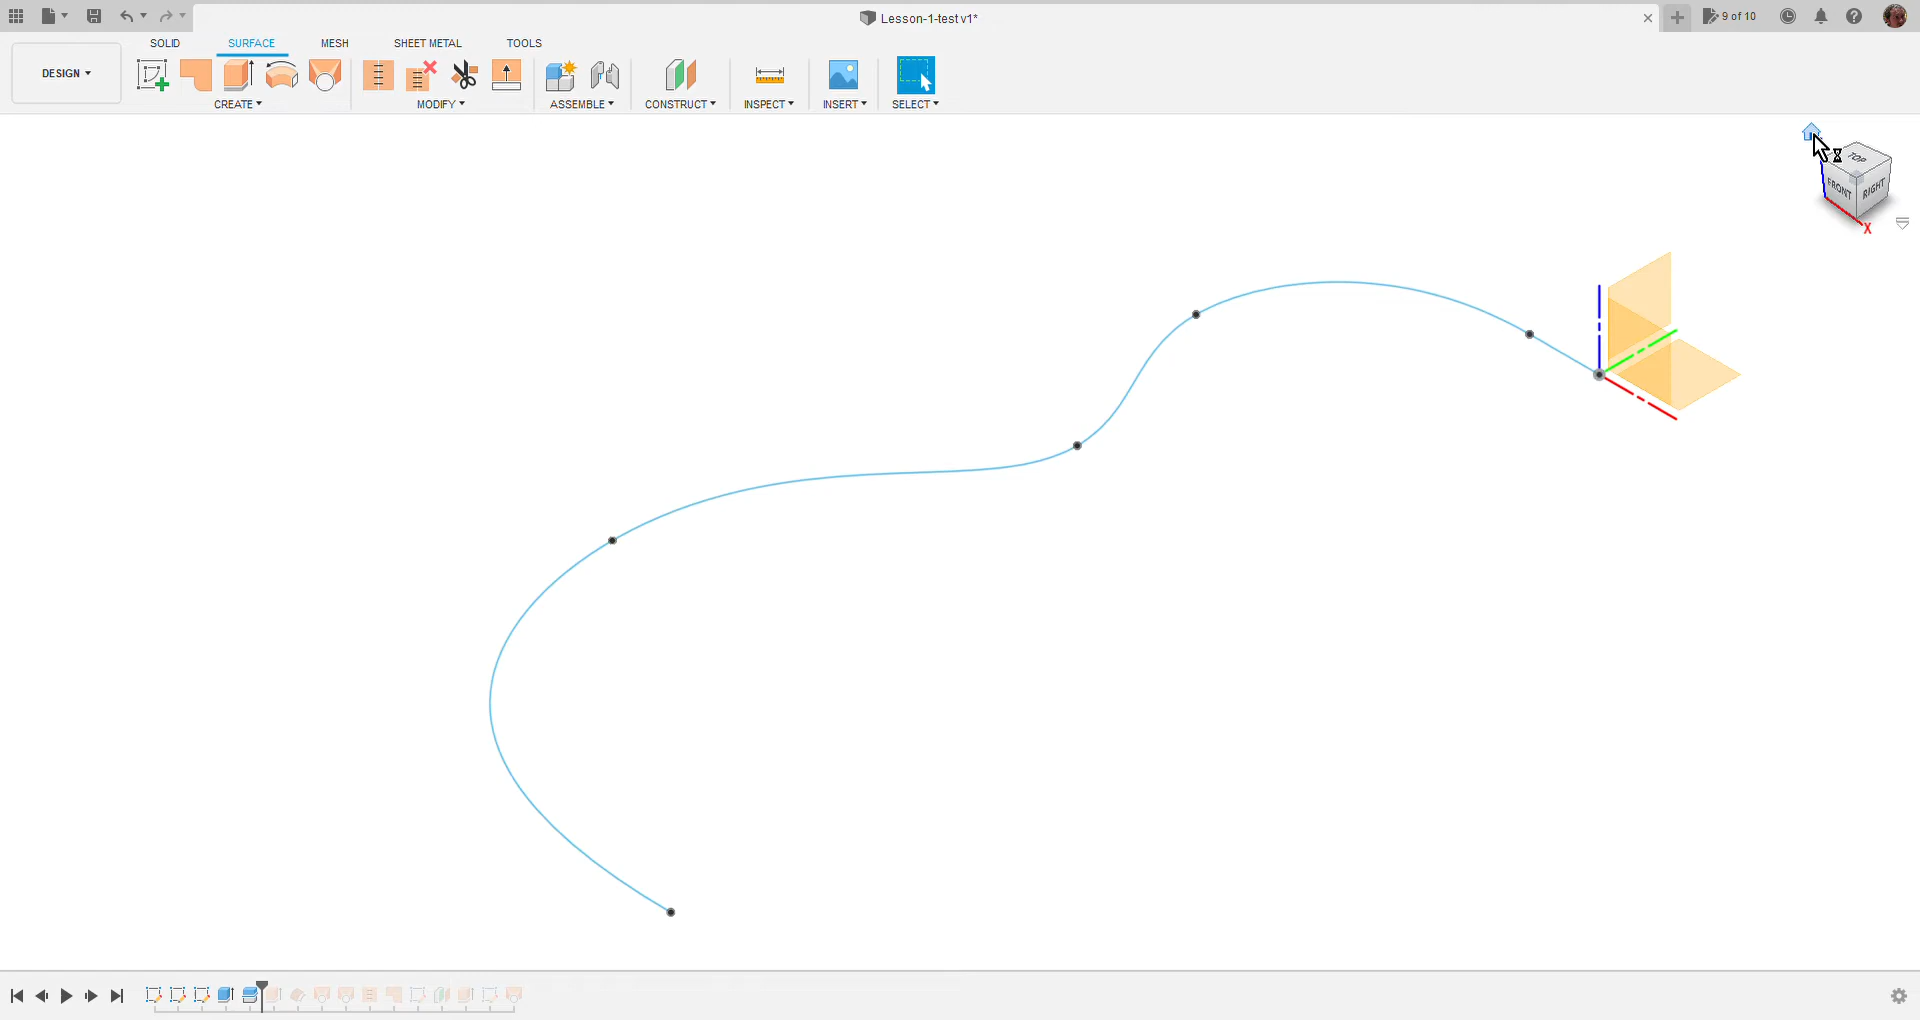 Lesson-1-test v1*
9 of 10
SOLID SURFACE MESH SHEET METAL TOOLS
DESIGN
CREATE MODIFY ASSEMBLE CONSTRUCT INSPECT INSERT SELECT
TOP
FRONT RIGHT
X